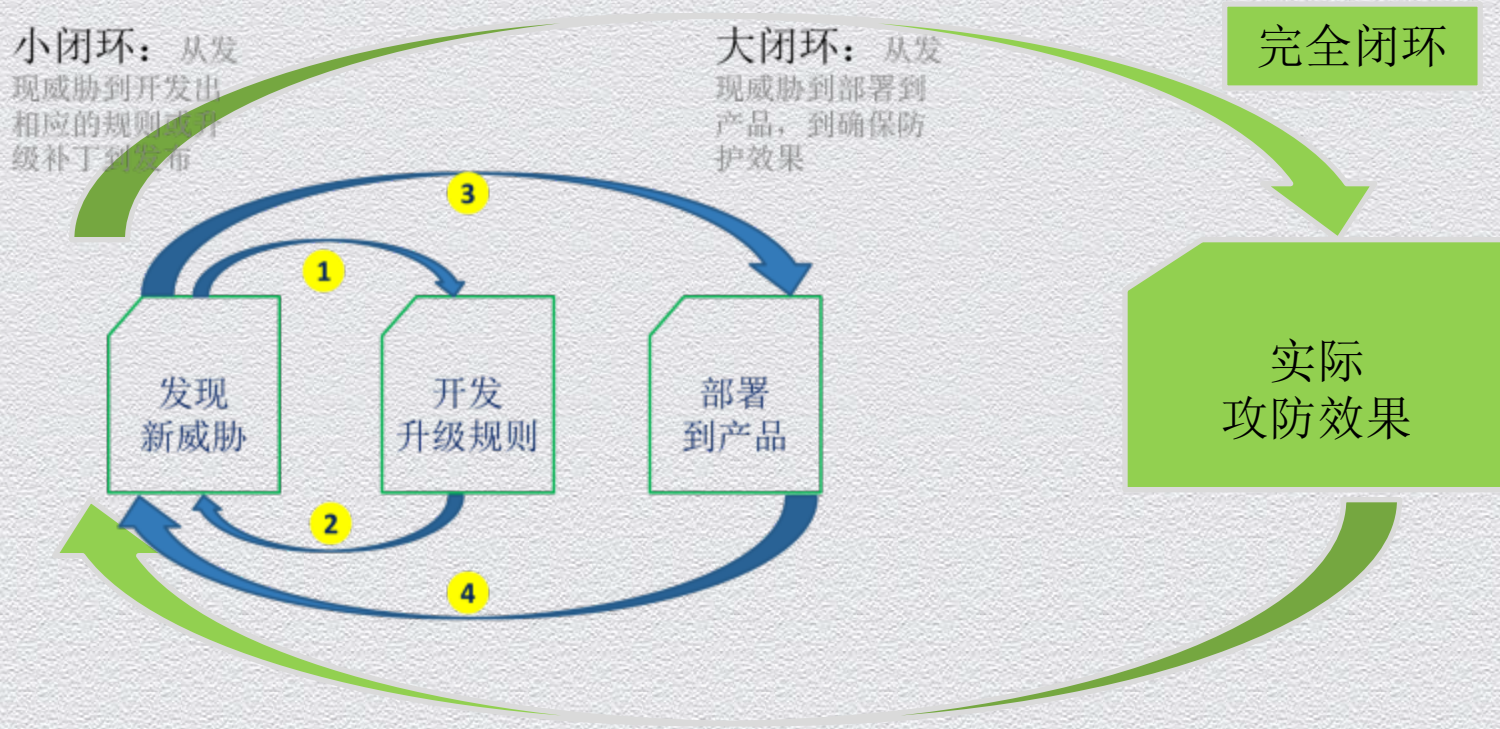 小闭环：从发
现威胁到开发出
相应的规则或升
级补丁到发布
大闭环：从发
现威胁到部署到
产品，到确保防
护效果
完全闭环
3
1
发现
新威胁
开发
升级规则
部署
到产品
实际
攻防效果
2
4